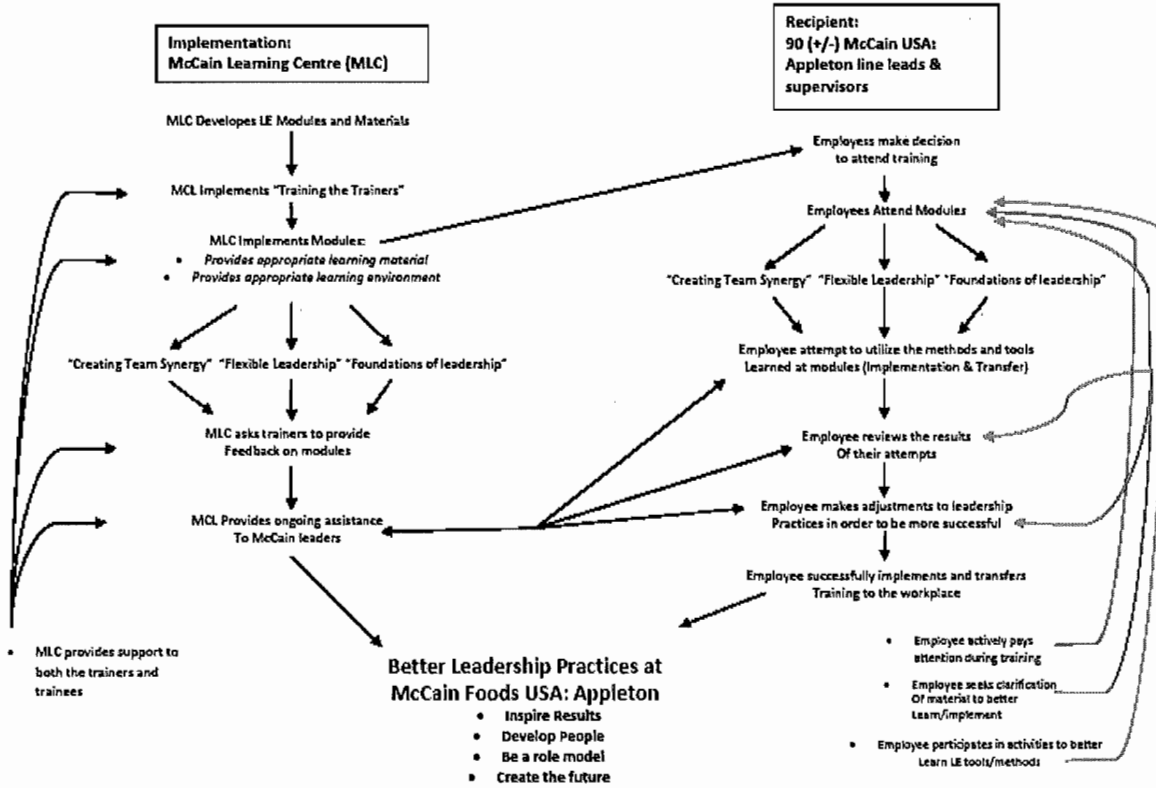 Implementation:
McCain Learning Centre (MLC)
MLC Developes LE Modules and Materials
MCL Implements "Training the Trainers"
MLC Implements Modules:
• Provides appropriate learning material
• Provides appropriate learning environment
"Creating Team Synergy" "Flexible Leadership" "Foundations of leadership"
MLC asks trainers to provide
Feedback on modules
MCL Provides ongoing assistance
To McCain leaders
• MLC provides support to
both the trainers and
trainees
Recipient:
90 (+/-) McCain USA:
Appleton line leads &
supervisors
Employess make decision
to attend training
Employees Attend Modules
"Creating Team Synergy" "Flexible Leadership" "Foundations of leadership"
Employee attempt to utilize the methods and tools
Learned at modules (Implementation & Transfer)
Employee reviews the results
Of their attempts
Employee makes adjustments to leadership
Practices in order to be more successful
Employee successfully implements and transfers
Training to the workplace
• Employee actively pays
attention during training
• Employee seeks clarification
Of material to better
Learn/implement
• Employee participates in activities to better
Learn LE tools/methods
Better Leadership Practices at
McCain Foods USA: Appleton
• Inspire Results
• Develop People
• Be a role model
• Create the future